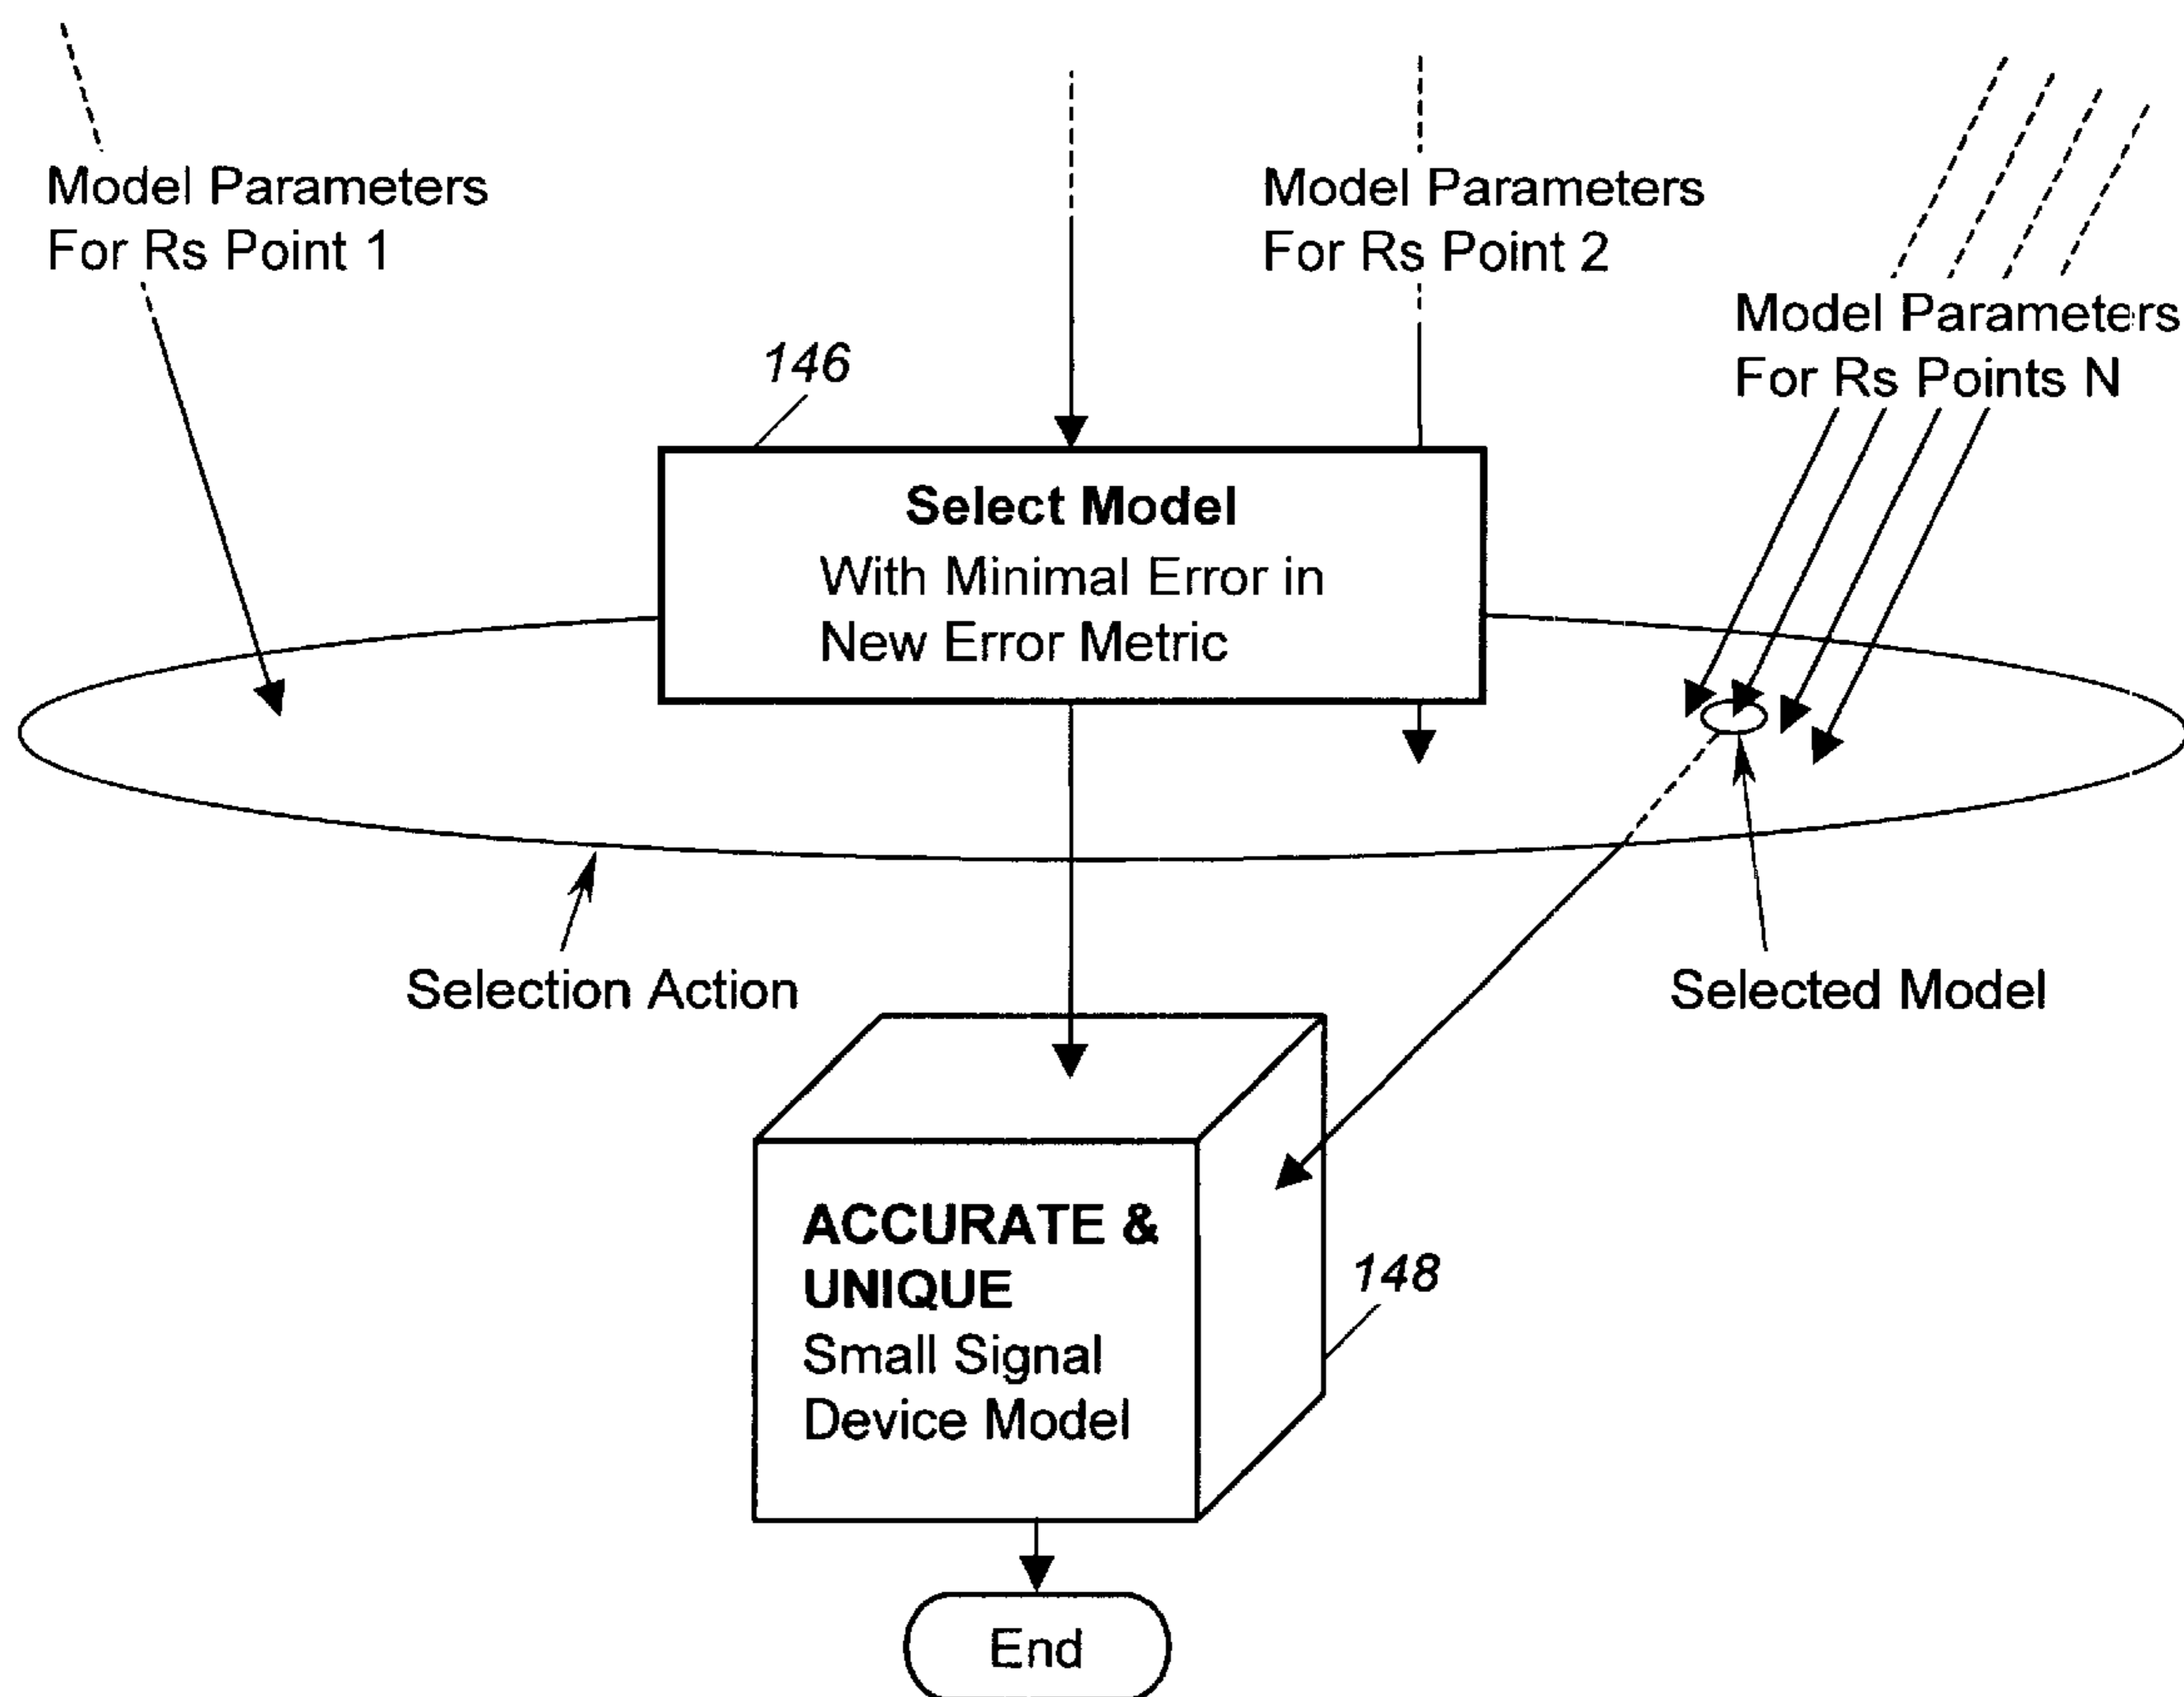 Model Parameters
For Rs Point 1
Model Parameters
For Rs Point 2
Model Parameters
For Rs Points N
146
Select Model
With Minimal Error in
New Error Metric
Selection Action
Selected Model
ACCURATE &
UNIQUE
Small Signal
Device Model
148
End